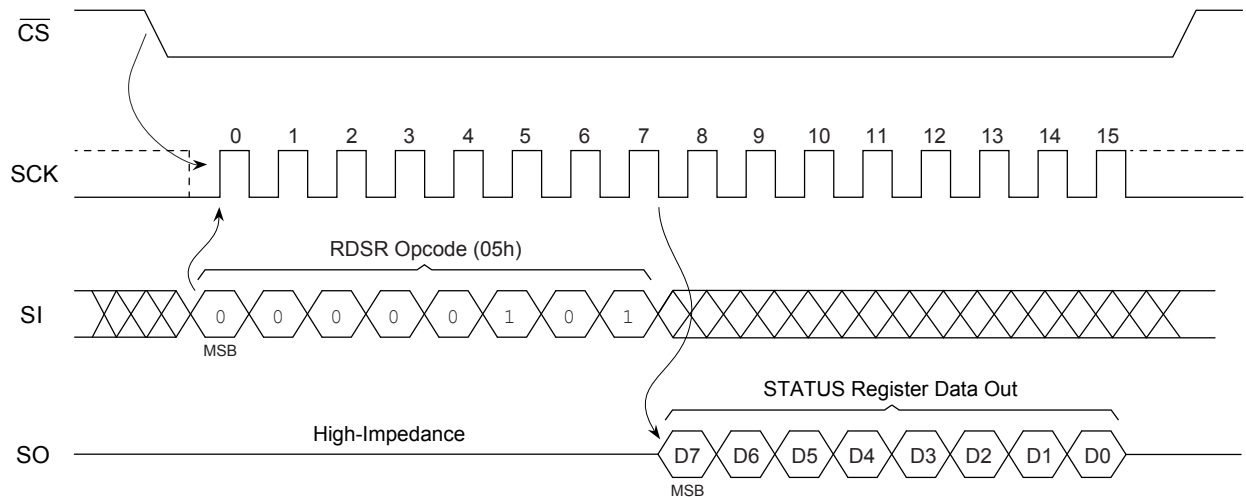 CS
0 1 2 3 4 5 6 7 8 9 10 11 12 13 14 15
SCK
RDSR Opcode (05h)
SI
0 0 0 0 0 1 0 1
MSB
STATUS Register Data Out
High-Impedance
SO
D7 D6 D5 D4 D3 D2 D1 D0
MSB